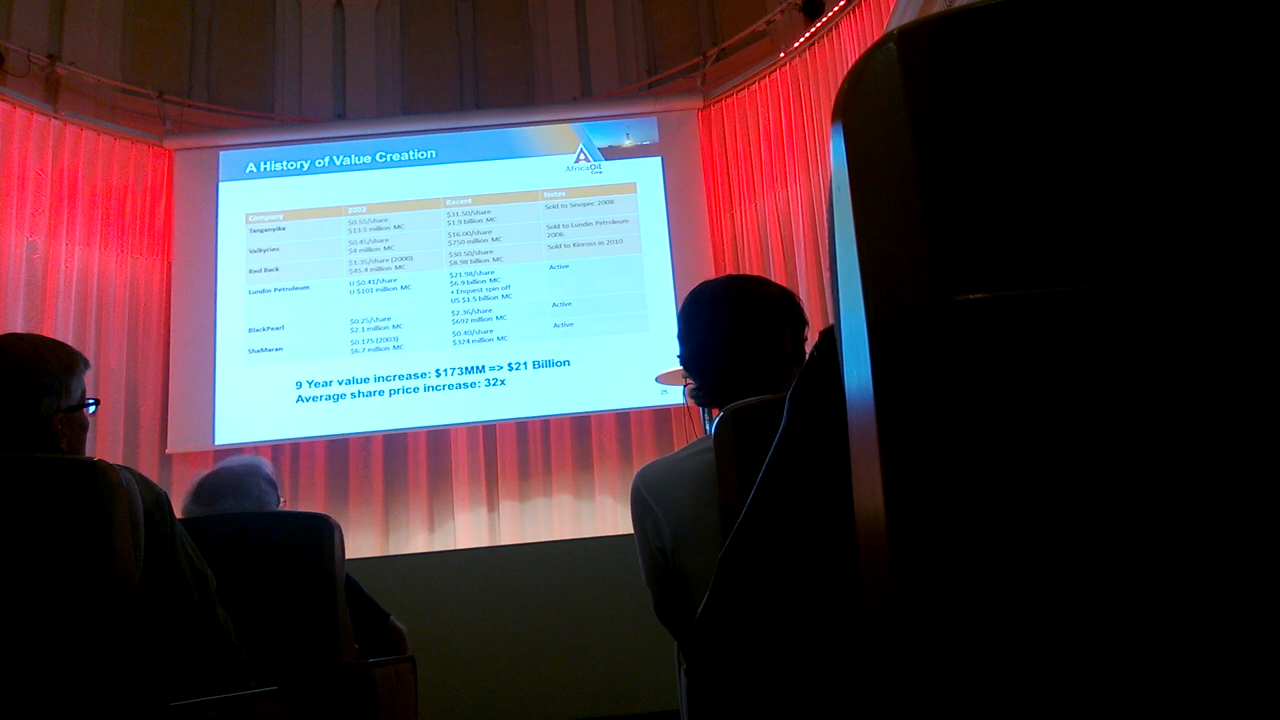 A History of Value Creation
AfricaOil
Corp.
Company 2002 Recent Notes
Tanganyika $0.55/share $31.50/share Sold to Sinopec 2008
$13.5 million MC $1.9 billion MC
Valkyries $0.45/share $16.00/share Sold to Lundin Petroleum
$4 million MC $750 million MC 2006
Red Back $1.35/share (2000) $30.50/share Sold to Kinross in 2010
$45.4 million MC $8.98 billion MC
Lundin Petroleum U $0.41/share $21.98/share Active
U $101 million MC $6.9 billion MC
+ Enquest spin off
US $1.5 billion MC
BlackPearl $0.25/share $2.36/share Active
$2.1 million MC $692 million MC
ShaMaran $0.175 (2003) $0.40/share Active
$6.7 million MC $324 million MC
9 Year value increase: $173MM => $21 Billion
Average share price increase: 32x
25